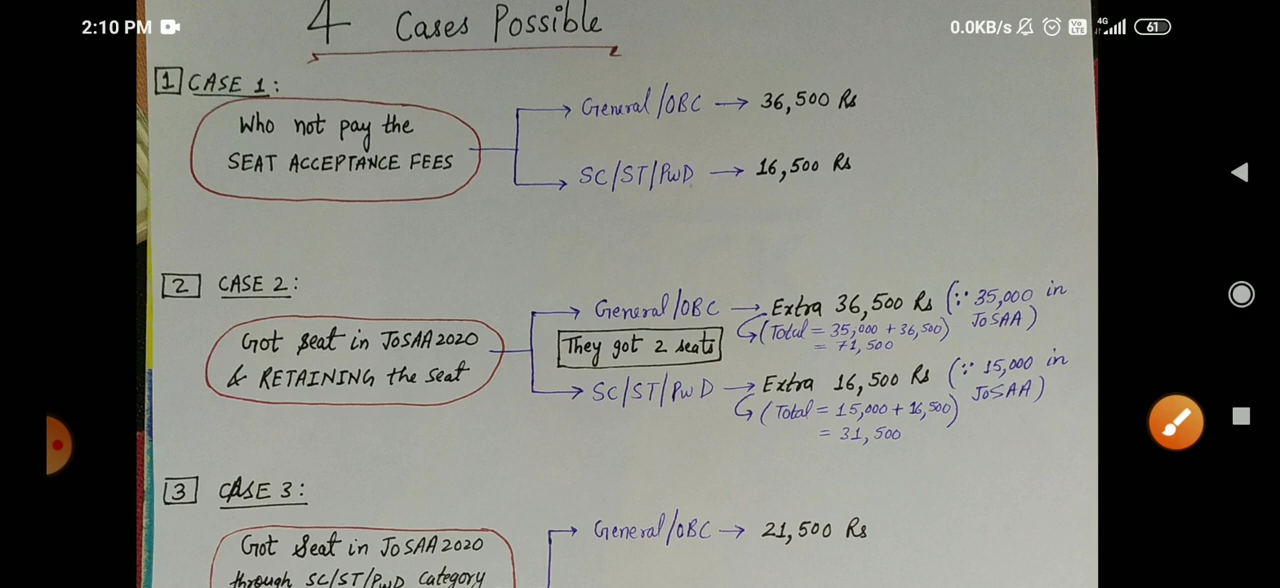 2:10 PM
0.0KB/s Vo LTE 4G 61
4 Cases Possible
1 CASE 1:
Who not pay the
SEAT ACCEPTANCE FEES
General/OBC → 36,500 Rs
SC/ST/PwD → 16,500 Rs
2 CASE 2:
Got Seat in JoSAA 2020
& RETAINING the seat
General/OBC → Extra 36,500 Rs (∵ 35,000 in
JoSAA)
(Total = 35,000 + 36,500)
= 71,500
They got 2 seats
SC/ST/PwD → Extra 16,500 Rs (∵ 15,000 in
JoSAA)
(Total = 15,000 + 16,500)
= 31,500
3 CASE 3:
Got Seat in JoSAA 2020
through SC/ST/PwD Category
General/OBC → 21,500 Rs